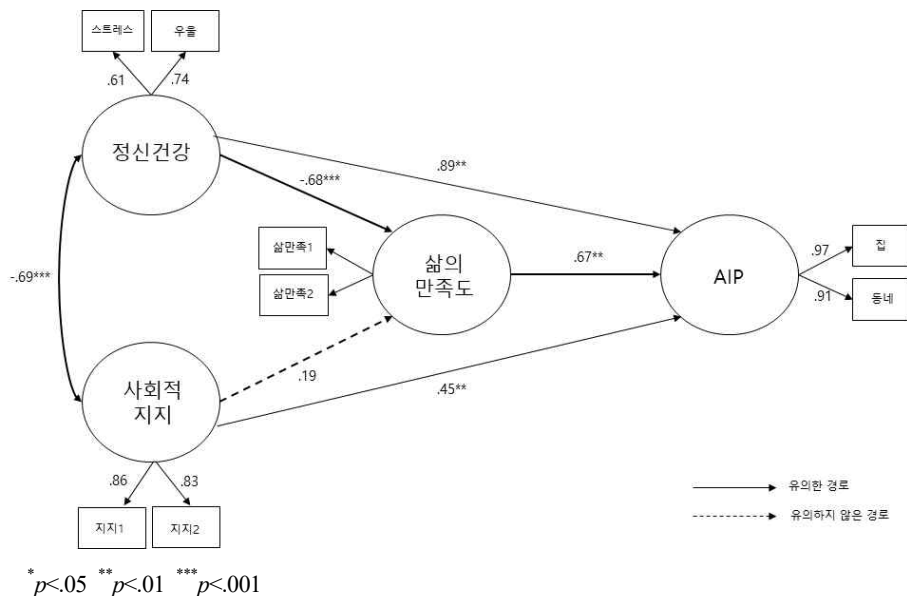 스트레스
우울
.61
.74
정신건강
.89**
-.68***
삶만족1
삶만족2
삶의
만족도
.67**
AIP
.97
집
.91
동네
-.69***
사회적
지지
.19
.45**
.86
.83
지지1
지지2
유의한 경로
유의하지 않은 경로
*p<.05 **p<.01 ***p<.001